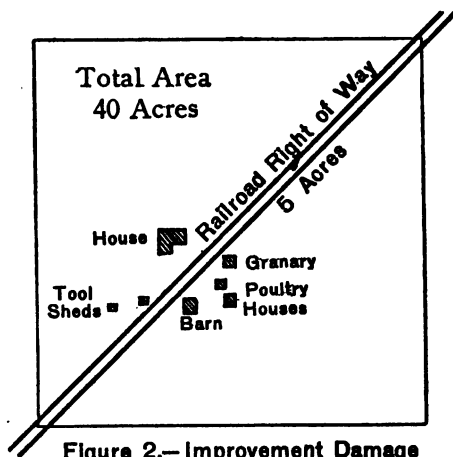 Total Area
40 Acres
Railroad Right of Way
5 Acres
House
Granary
Tool
Sheds
Poultry
Houses
Barn
Figure 2.—Improvement Damage